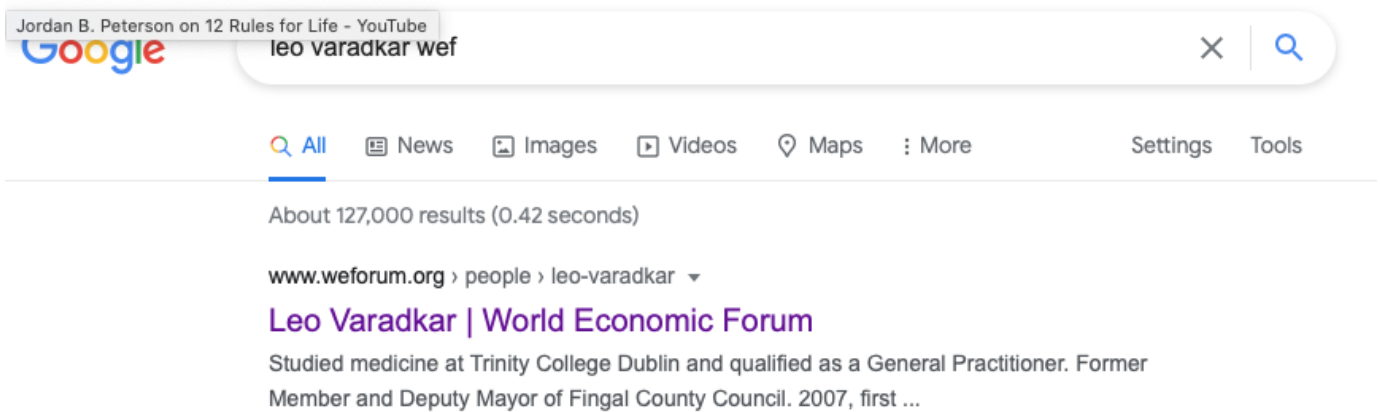 Jordan B. Peterson on 12 Rules for Life - YouTube
Google
leo varadkar wef
All News Images Videos Maps More Settings Tools
About 127,000 results (0.42 seconds)
www.weforum.org › people › leo-varadkar
Leo Varadkar | World Economic Forum
Studied medicine at Trinity College Dublin and qualified as a General Practitioner. Former
Member and Deputy Mayor of Fingal County Council. 2007, first ...